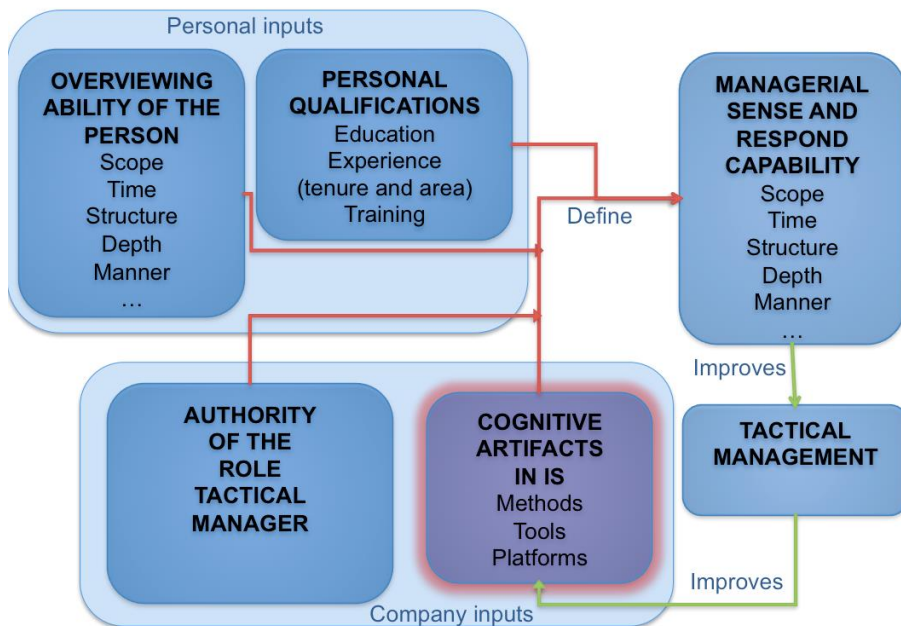 Personal inputs
OVERVIEWING
ABILITY OF THE
PERSON
Scope
Time
Structure
Depth
Manner
…
PERSONAL
QUALIFICATIONS
Education
Experience
(tenure and area)
Training
Define
MANAGERIAL
SENSE AND
RESPOND
CAPABILITY
Scope
Time
Structure
Depth
Manner
…
Improves
AUTHORITY
OF THE
ROLE
TACTICAL
MANAGER
COGNITIVE
ARTIFACTS
IN IS
Methods
Tools
Platforms
TACTICAL
MANAGEMENT
Improves
Company inputs